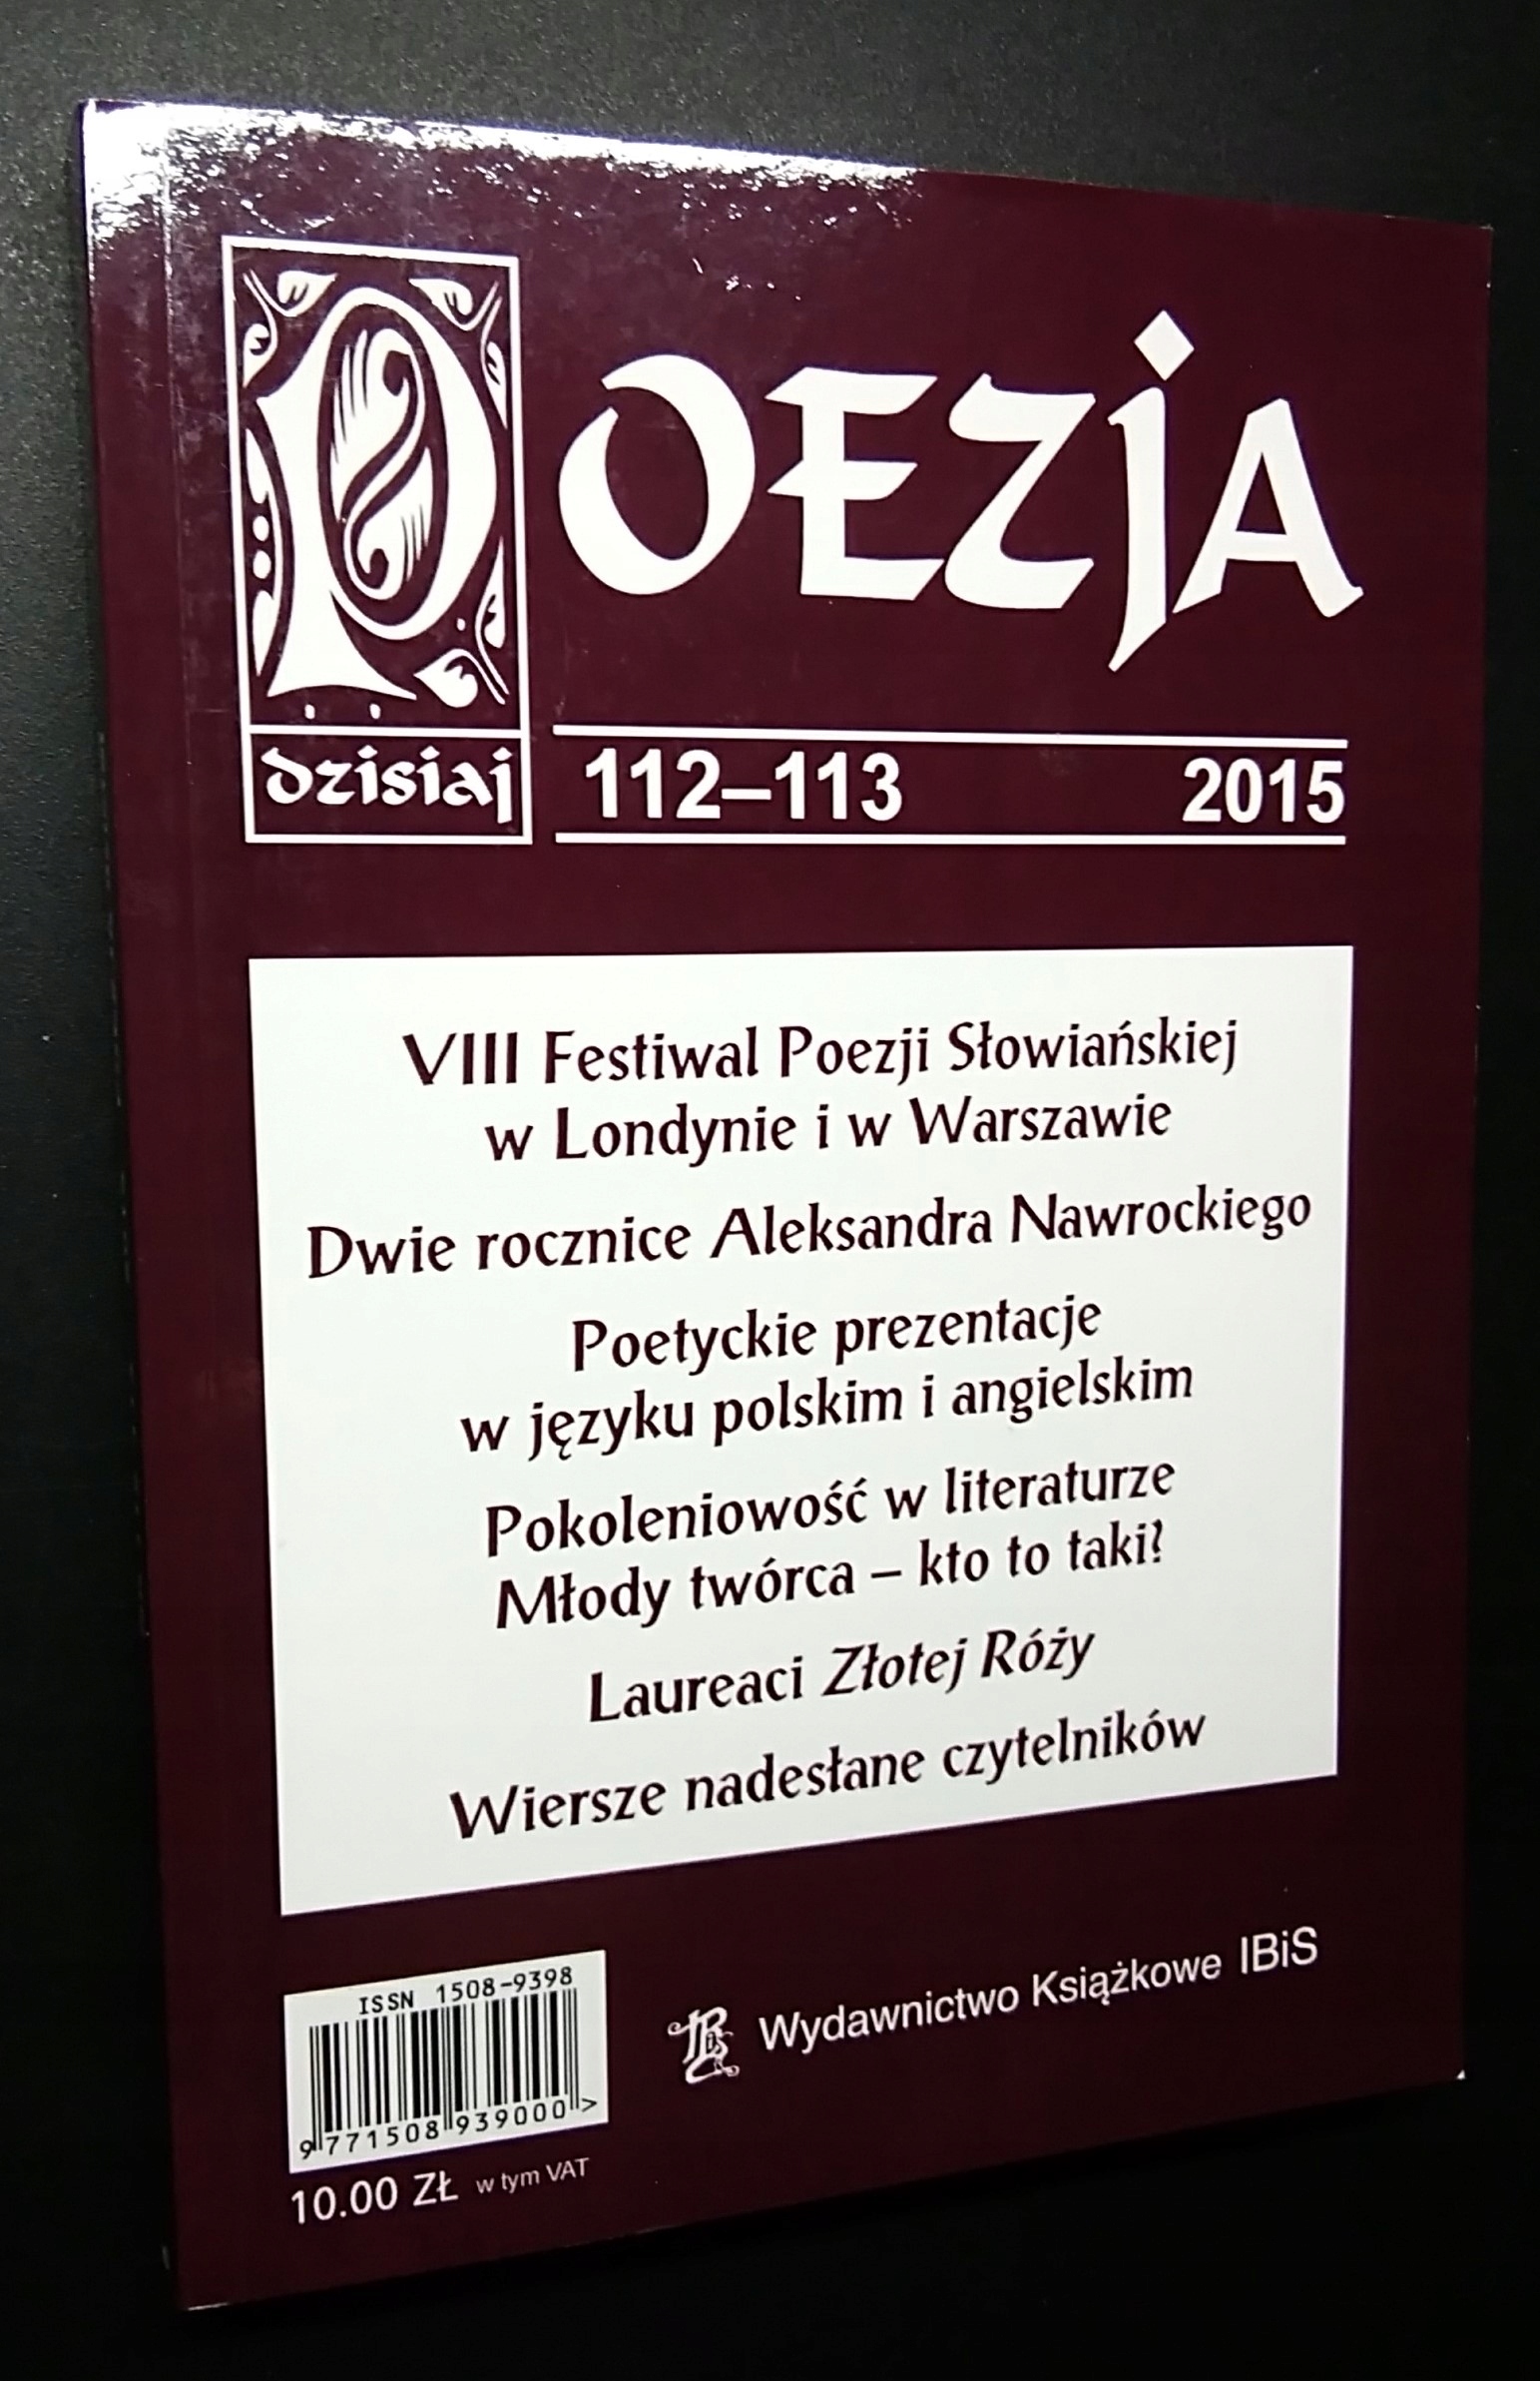 POEZJA
dzisiaj
112–113 2015
VIII Festiwal Poezji Słowiańskiej
w Londynie i w Warszawie
Dwie rocznice Aleksandra Nawrockiego
Poetyckie prezentacje
w języku polskim i angielskim
Pokoleniowość w literaturze
Młody twórca – kto to taki?
Laureaci Złotej Róży
Wiersze nadesłane czytelników
ISSN 1508-9398
9 771508 939000 >
10.00 ZŁ w tym VAT
Wydawnictwo Książkowe IBiS